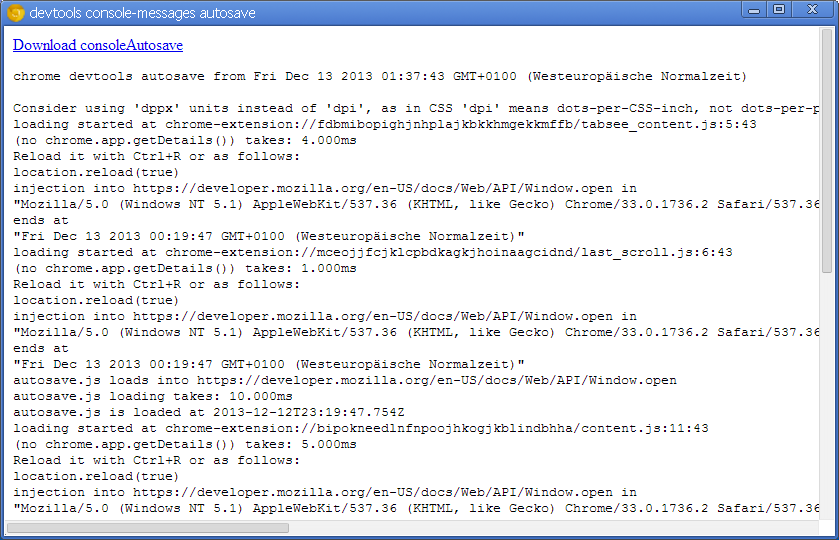 devtools console-messages autosave
Download consoleAutosave
chrome devtools autosave from Fri Dec 13 2013 01:37:43 GMT+0100 (Westeuropäische Normalzeit)
Consider using 'dppx' units instead of 'dpi', as in CSS 'dpi' means dots-per-CSS-inch, not dots-per-p
loading started at chrome-extension://fdbmibopighjnhplajkbkkhmgekkmffb/tabsee_content.js:5:43
(no chrome.app.getDetails()) takes: 4.000ms
Reload it with Ctrl+R or as follows:
location.reload(true)
injection into https://developer.mozilla.org/en-US/docs/Web/API/Window.open in
"Mozilla/5.0 (Windows NT 5.1) AppleWebKit/537.36 (KHTML, like Gecko) Chrome/33.0.1736.2 Safari/537.36
ends at
"Fri Dec 13 2013 00:19:47 GMT+0100 (Westeuropäische Normalzeit)"
loading started at chrome-extension://mceojjfcjklcpbdkagkjhoinaagcidnd/last_scroll.js:6:43
(no chrome.app.getDetails()) takes: 1.000ms
Reload it with Ctrl+R or as follows:
location.reload(true)
injection into https://developer.mozilla.org/en-US/docs/Web/API/Window.open in
"Mozilla/5.0 (Windows NT 5.1) AppleWebKit/537.36 (KHTML, like Gecko) Chrome/33.0.1736.2 Safari/537.36
ends at
"Fri Dec 13 2013 00:19:47 GMT+0100 (Westeuropäische Normalzeit)"
autosave.js loads into https://developer.mozilla.org/en-US/docs/Web/API/Window.open
autosave.js loading takes: 10.000ms
autosave.js is loaded at 2013-12-12T23:19:47.754Z
loading started at chrome-extension://bipokneedlnfnpoojhkogjkblindbhha/content.js:11:43
(no chrome.app.getDetails()) takes: 5.000ms
Reload it with Ctrl+R or as follows:
location.reload(true)
injection into https://developer.mozilla.org/en-US/docs/Web/API/Window.open in
"Mozilla/5.0 (Windows NT 5.1) AppleWebKit/537.36 (KHTML, like Gecko) Chrome/33.0.1736.2 Safari/537.36